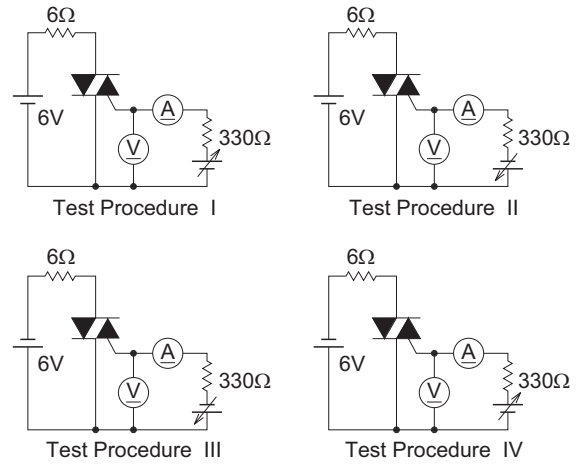 6Ω
6V
A
V
330Ω
Test Procedure I
6Ω
6V
A
V
330Ω
Test Procedure II
6Ω
6V
A
V
330Ω
Test Procedure III
6Ω
6V
A
V
330Ω
Test Procedure IV